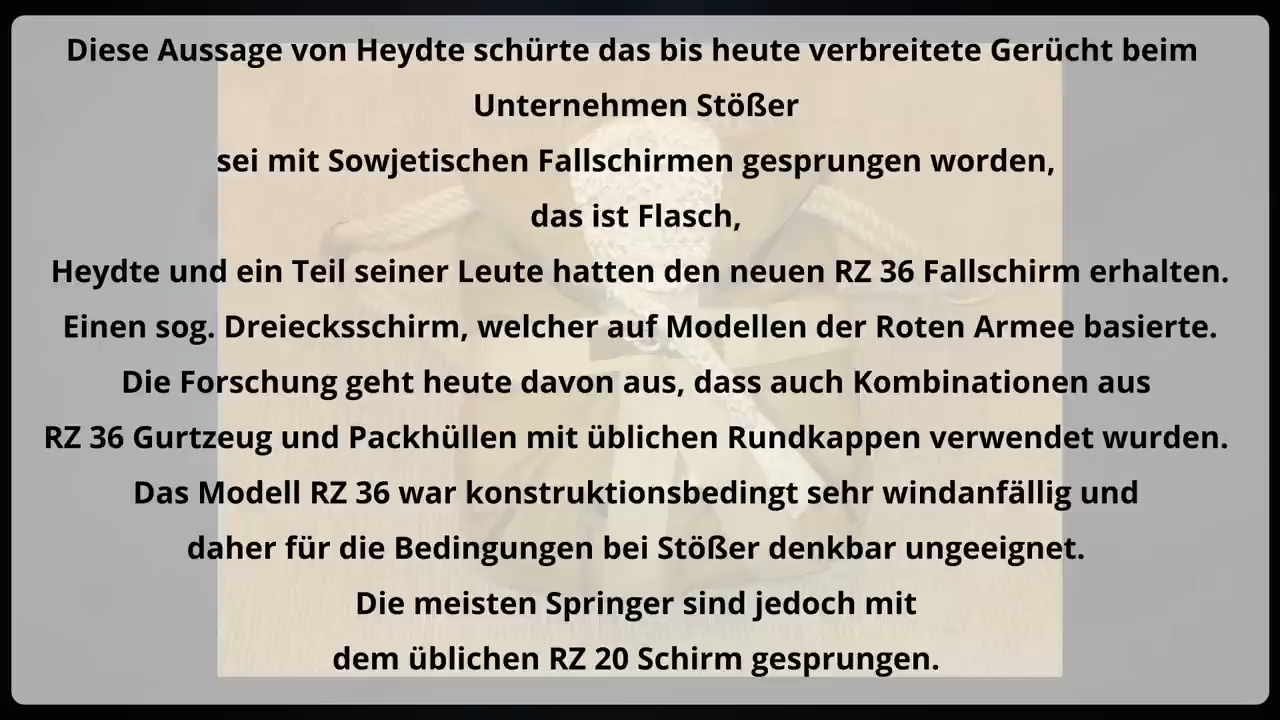 Diese Aussage von Heydte schürte das bis heute verbreitete Gerücht beim
Unternehmen Stößer
sei mit Sowjetischen Fallschirmen gesprungen worden,
das ist Flasch,
Heydte und ein Teil seiner Leute hatten den neuen RZ 36 Fallschirm erhalten.
Einen sog. Dreiecksschirm, welcher auf Modellen der Roten Armee basierte.
Die Forschung geht heute davon aus, dass auch Kombinationen aus
RZ 36 Gurtzeug und Packhüllen mit üblichen Rundkappen verwendet wurden.
Das Modell RZ 36 war konstruktionsbedingt sehr windanfällig und
daher für die Bedingungen bei Stößer denkbar ungeeignet.
Die meisten Springer sind jedoch mit
dem üblichen RZ 20 Schirm gesprungen.